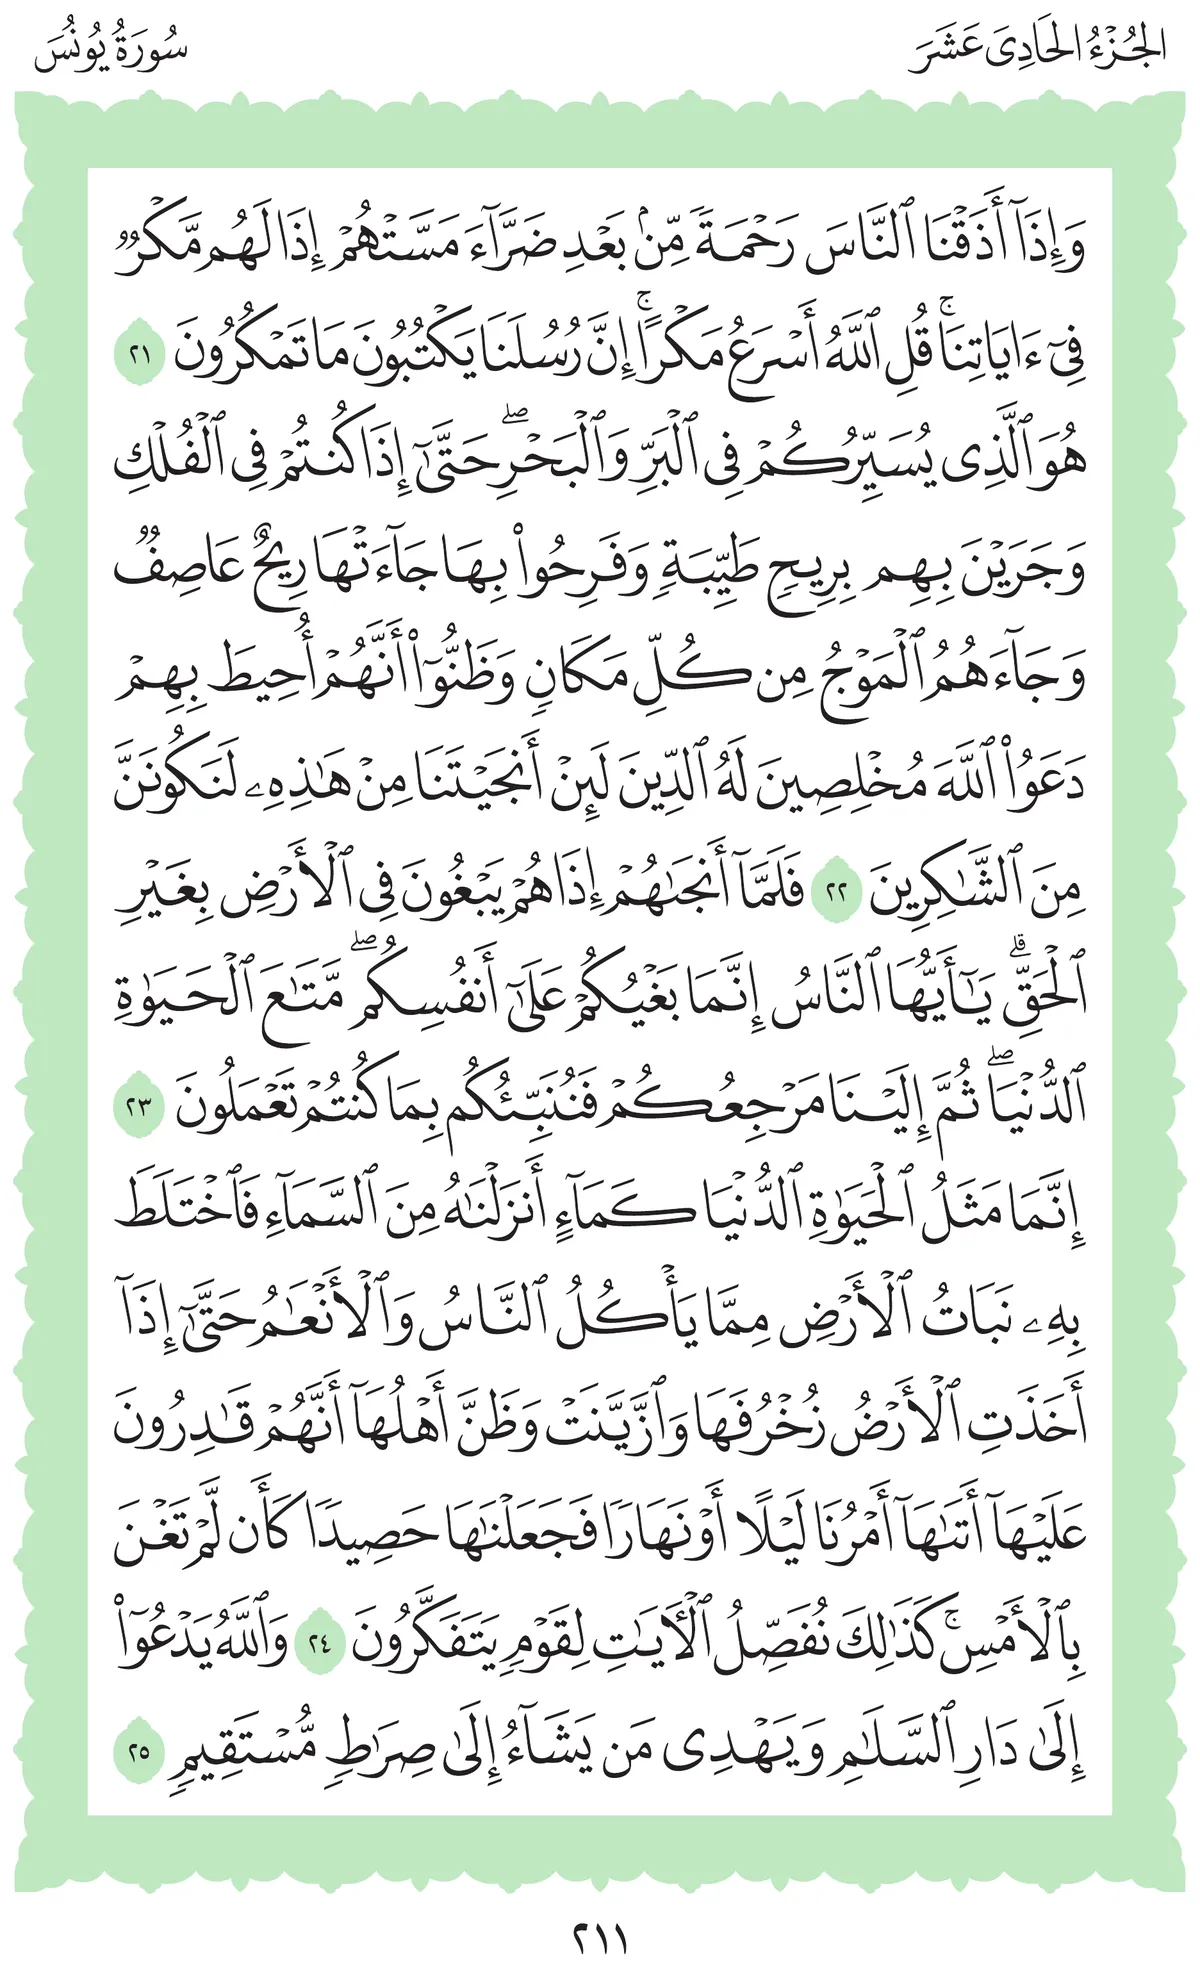 الجُزْءُ الحَادِىَ عَشَرَ
سُورَةُ يُونُسَ
وَإِذَآ أَذَقْنَا ٱلنَّاسَ رَحْمَةً مِّنۢ بَعْدِ ضَرَّآءَ مَسَّتْهُمْ إِذَا لَهُم مَّكْرٌ
فِىٓ ءَايَاتِنَا ۚ قُلِ ٱللَّهُ أَسْرَعُ مَكْرًا ۚ إِنَّ رُسُلَنَا يَكْتُبُونَ مَا تَمْكُرُونَ ٢١
هُوَ ٱلَّذِى يُسَيِّرُكُمْ فِى ٱلْبَرِّ وَٱلْبَحْرِ ۖ حَتَّىٰٓ إِذَا كُنتُمْ فِى ٱلْفُلْكِ
وَجَرَيْنَ بِهِم بِرِيحٍ طَيِّبَةٍ وَفَرِحُوا۟ بِهَا جَآءَتْهَا رِيحٌ عَاصِفٌ
وَجَآءَهُمُ ٱلْمَوْجُ مِن كُلِّ مَكَانٍ وَظَنُّوٓا۟ أَنَّهُمْ أُحِيطَ بِهِمْ
دَعَوُا۟ ٱللَّهَ مُخْلِصِينَ لَهُ ٱلدِّينَ لَئِنْ أَنجَيْتَنَا مِنْ هَـٰذِهِۦ لَنَكُونَنَّ
مِنَ ٱلشَّـٰكِرِينَ ٢٢ فَلَمَّآ أَنجَىٰهُمْ إِذَا هُمْ يَبْغُونَ فِى ٱلْأَرْضِ بِغَيْرِ
ٱلْحَقِّ ۗ يَـٰٓأَيُّهَا ٱلنَّاسُ إِنَّمَا بَغْيُكُمْ عَلَىٰٓ أَنفُسِكُم ۖ مَّتَـٰعَ ٱلْحَيَوٰةِ
ٱلدُّنْيَا ۖ ثُمَّ إِلَيْنَا مَرْجِعُكُمْ فَنُنَبِّئُكُم بِمَا كُنتُمْ تَعْمَلُونَ ٢٣
إِنَّمَا مَثَلُ ٱلْحَيَوٰةِ ٱلدُّنْيَا كَمَآءٍ أَنزَلْنَـٰهُ مِنَ ٱلسَّمَآءِ فَٱخْتَلَطَ
بِهِۦ نَبَاتُ ٱلْأَرْضِ مِمَّا يَأْكُلُ ٱلنَّاسُ وَٱلْأَنْعَـٰمُ حَتَّىٰٓ إِذَآ
أَخَذَتِ ٱلْأَرْضُ زُخْرُفَهَا وَٱزَّيَّنَتْ وَظَنَّ أَهْلُهَآ أَنَّهُمْ قَـٰدِرُونَ
عَلَيْهَآ أَتَىٰهَآ أَمْرُنَا لَيْلًا أَوْ نَهَارًا فَجَعَلْنَـٰهَا حَصِيدًا كَأَن لَّمْ تَغْنَ
بِٱلْأَمْسِ ۚ كَذَٰلِكَ نُفَصِّلُ ٱلْـَٔايَـٰتِ لِقَوْمٍ يَتَفَكَّرُونَ ٢٤ وَٱللَّهُ يَدْعُوٓا۟
إِلَىٰ دَارِ ٱلسَّلَـٰمِ وَيَهْدِى مَن يَشَآءُ إِلَىٰ صِرَٰطٍ مُّسْتَقِيمٍ ٢٥
٢١١